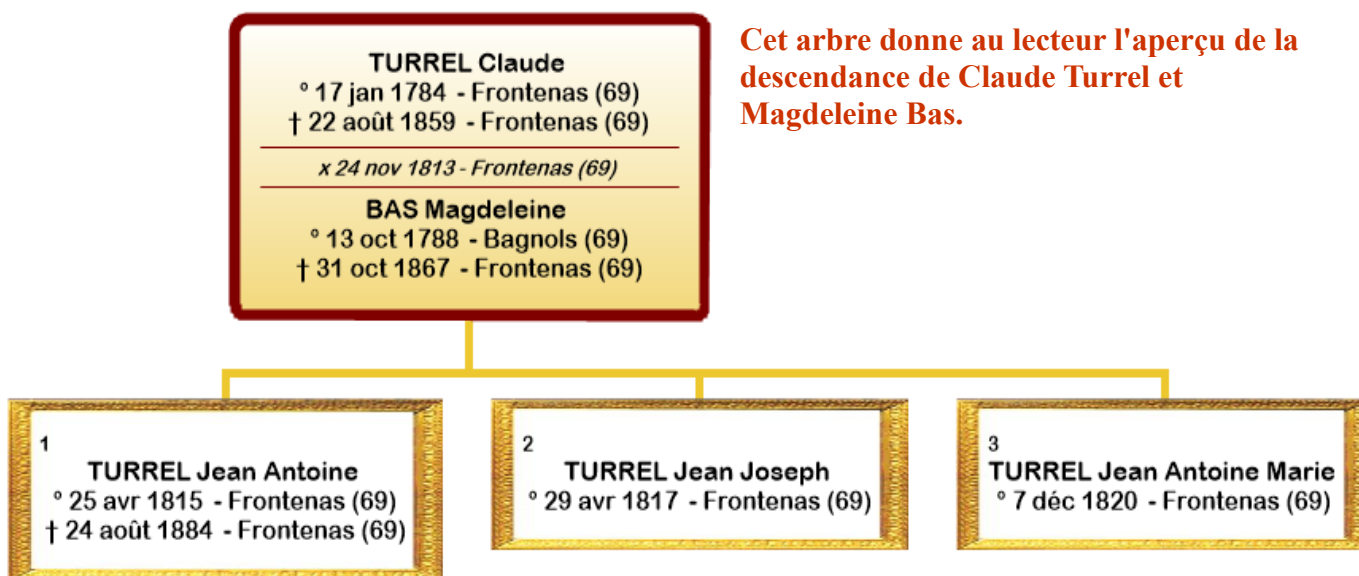 TURREL Claude
° 17 jan 1784 - Frontenas (69)
† 22 août 1859 - Frontenas (69)
x 24 nov 1813 - Frontenas (69)
BAS Magdeleine
° 13 oct 1788 - Bagnols (69)
† 31 oct 1867 - Frontenas (69)
Cet arbre donne au lecteur l'aperçu de la
descendance de Claude Turrel et
Magdeleine Bas.
1
TURREL Jean Antoine
° 25 avr 1815 - Frontenas (69)
† 24 août 1884 - Frontenas (69)
2
TURREL Jean Joseph
° 29 avr 1817 - Frontenas (69)
3
TURREL Jean Antoine Marie
° 7 déc 1820 - Frontenas (69)